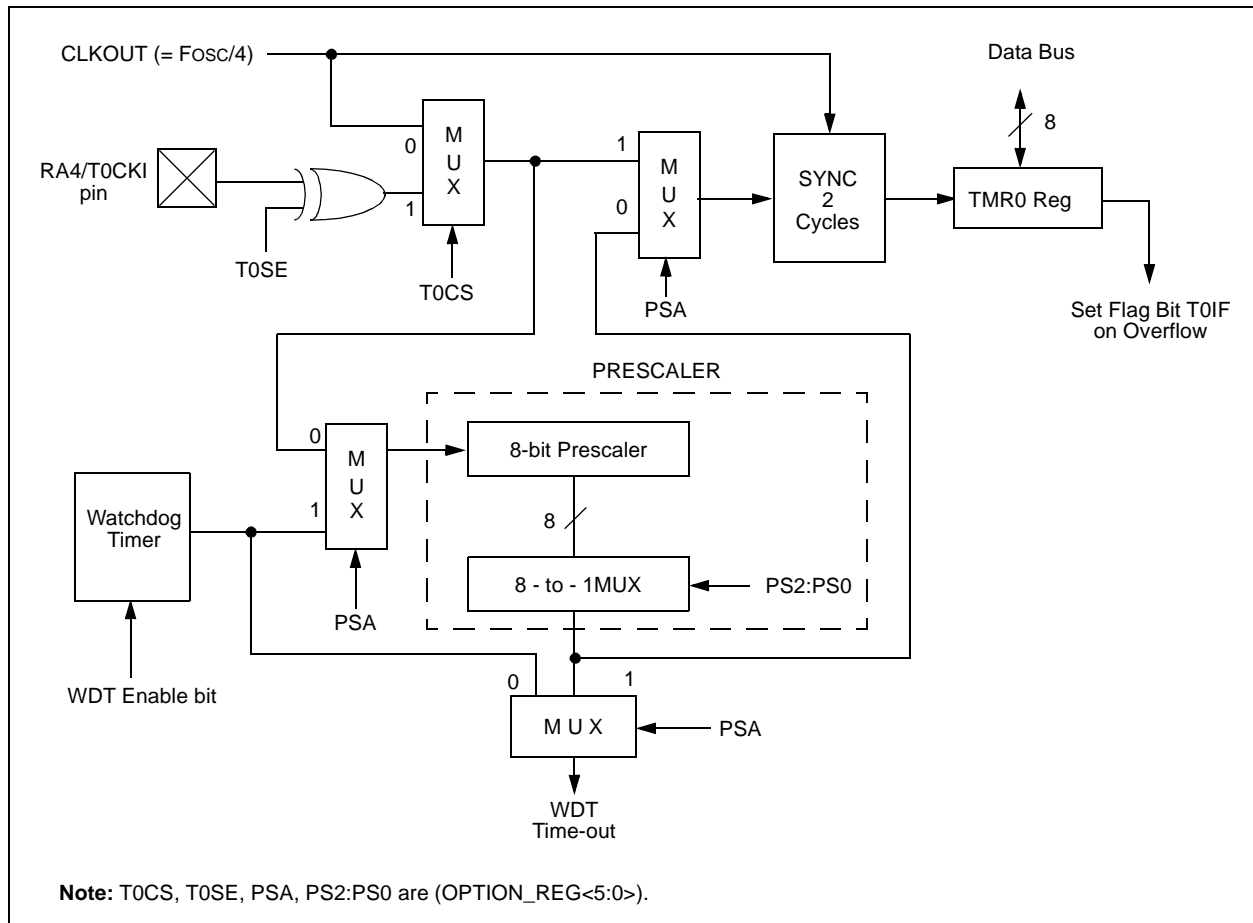 CLKOUT (= FOSC/4)
Data Bus
8
RA4/T0CKI
pin
T0SE
0
1
M
U
X
T0CS
1
0
M
U
X
PSA
SYNC
2
Cycles
TMR0 Reg
Set Flag Bit T0IF
on Overflow
PRESCALER
0
1
M
U
X
PSA
8-bit Prescaler
8
8 - to - 1MUX
PS2:PS0
Watchdog
Timer
WDT Enable bit
0
1
M U X
PSA
WDT
Time-out
Note: T0CS, T0SE, PSA, PS2:PS0 are (OPTION_REG<5:0>).